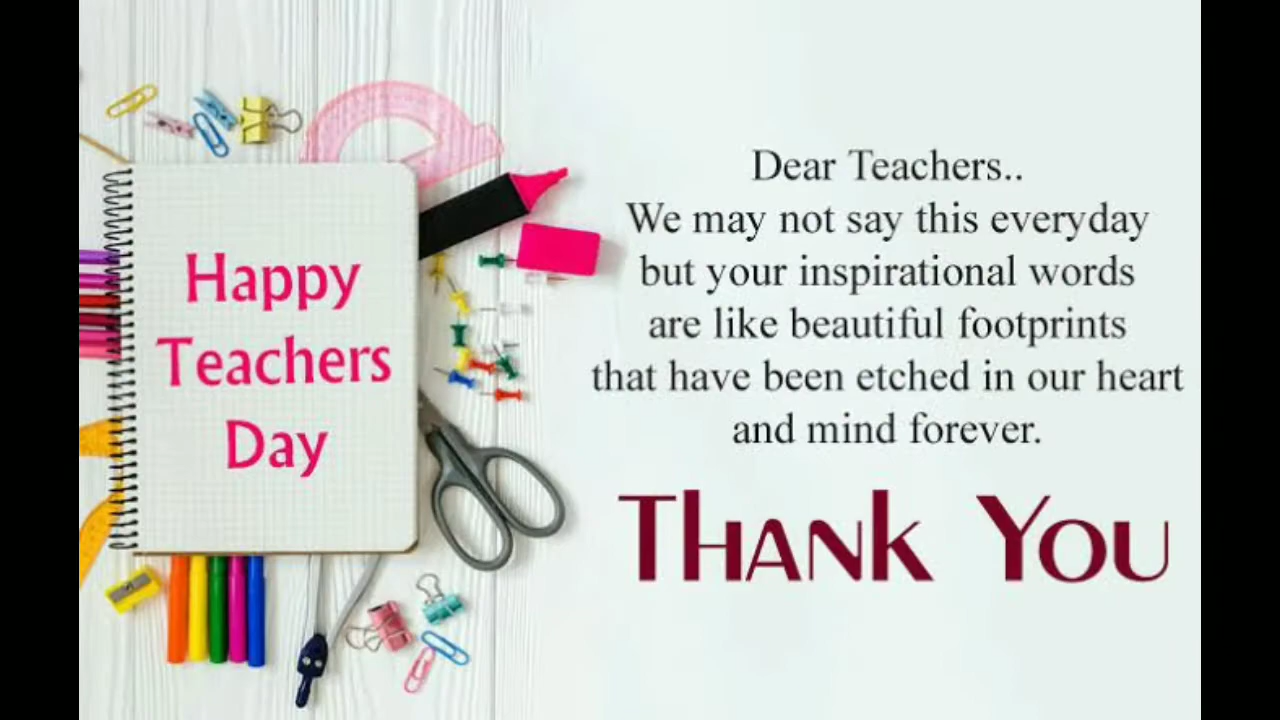 Happy
Teachers
Day
Dear Teachers..
We may not say this everyday
but your inspirational words
are like beautiful footprints
that have been etched in our heart
and mind forever.
THANK YOU